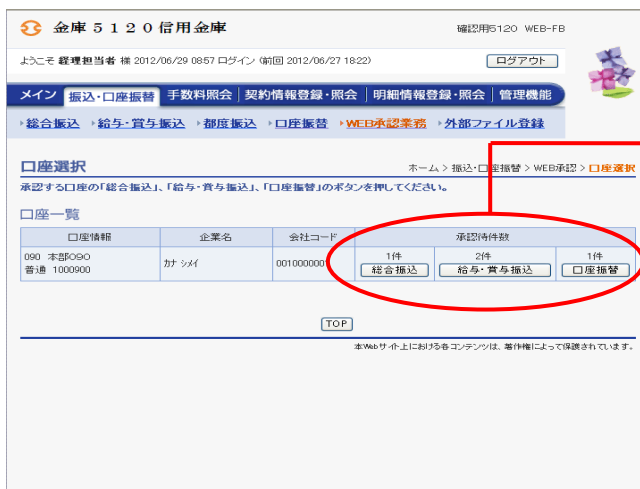 金庫５１２０信用金庫
確認用5120 WEB-FB
ようこそ 経理担当者 様 2012/06/29 08:57 ログイン (前回 2012/06/27 18:22)
ログアウト
メイン 振込・口座振替 手数料照会 契約情報登録・照会 明細情報登録・照会 管理機能
総合振込 給与・賞与振込 都度振込 口座振替 WEB承認業務 外部ファイル登録
口座選択
ホーム > 振込・口座振替 > WEB承認 > 口座選択
承認する口座の「総合振込」、「給与・賞与振込」、「口座振替」のボタンを押してください。
口座一覧
口座情報 企業名 会社コード 承認待件数
090 本部090
普通 1000900
カナ シメイ
0010000001
1件 2件 1件
総合振込 給与・賞与振込 口座振替
TOP
本Webサイト上における各コンテンツは、著作権によって保護されています。